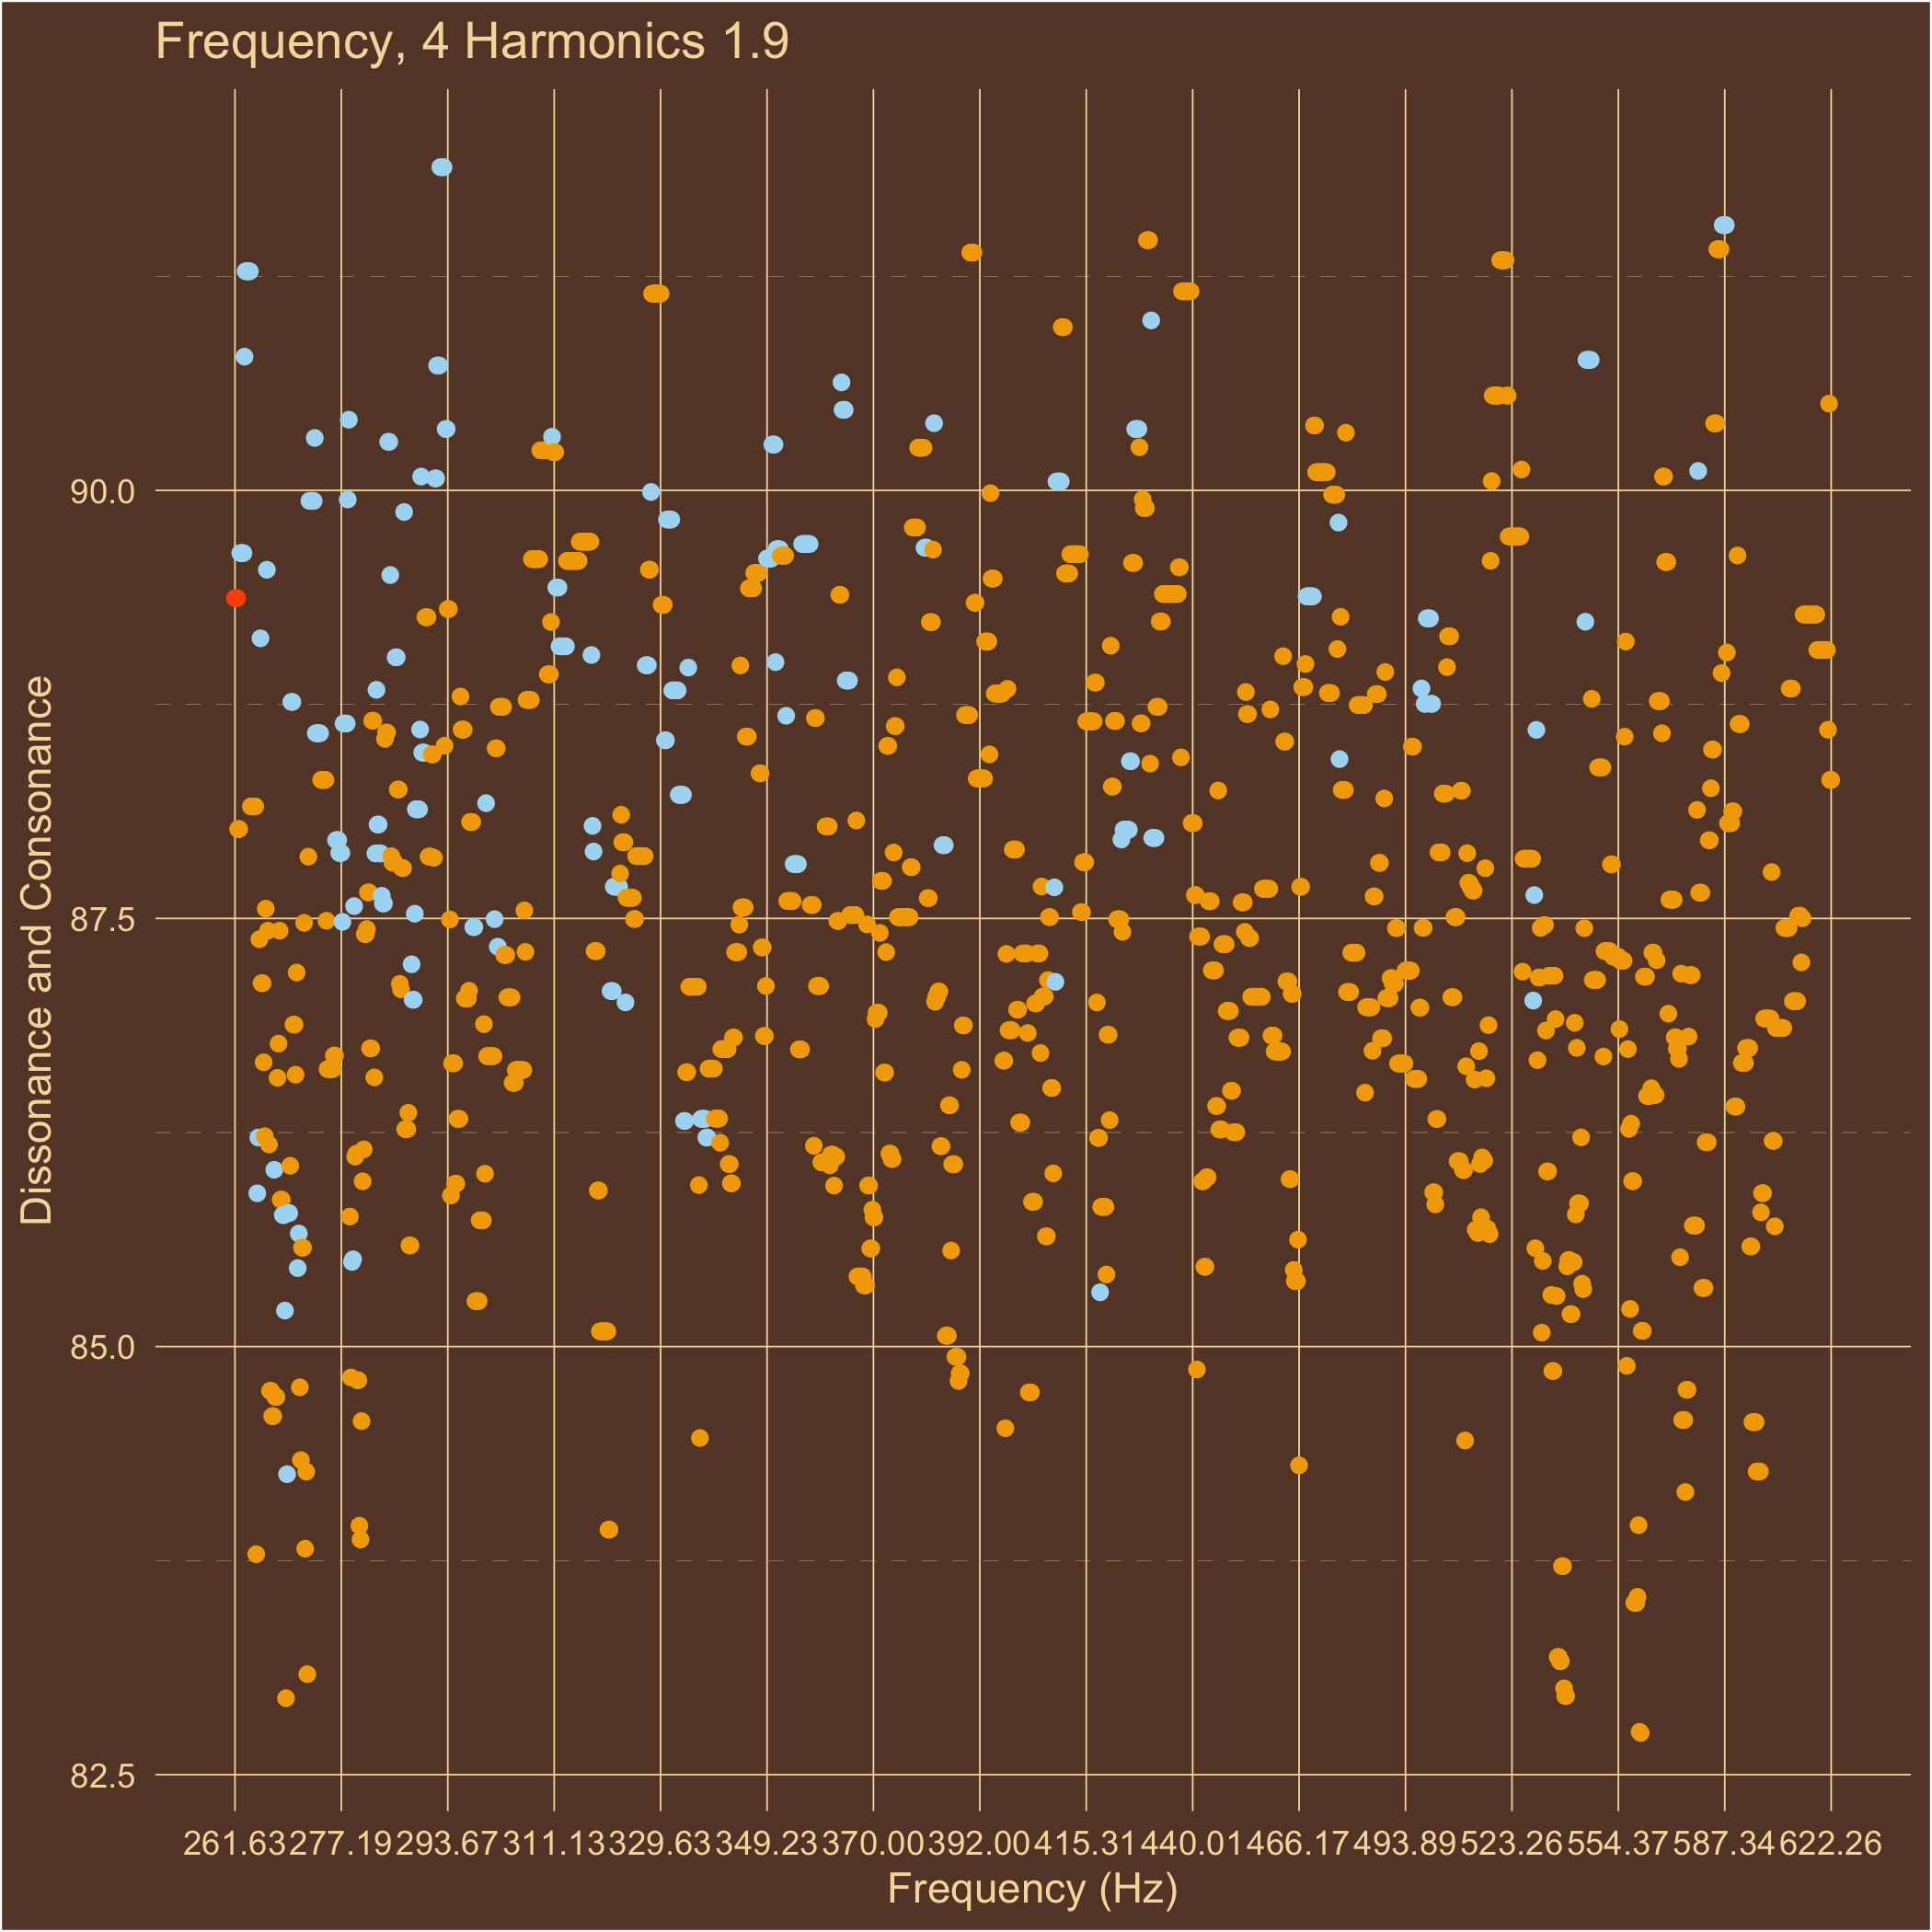 Frequency, 4 Harmonics 1.9
Dissonance and Consonance
90.0
87.5
85.0
82.5
261.63 277.19 293.67 311.13 329.63 349.23 370.00 392.00 415.31 440.01 466.17 493.89 523.26 554.37 587.34 622.26
Frequency (Hz)